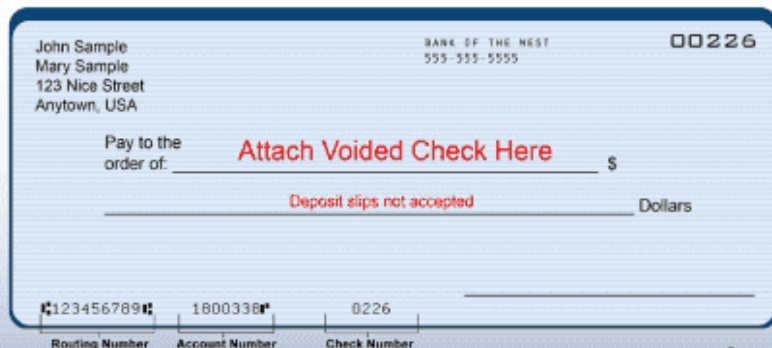 John Sample
Mary Sample
123 Nice Street
Anytown, USA
BANK OF THE WEST
555-555-5555
00226
Pay to the
order of:
Attach Voided Check Here
$
Deposit slips not accepted
Dollars
⑆123456789⑆ 1800338⑈ 0226
Routing Number Account Number Check Number